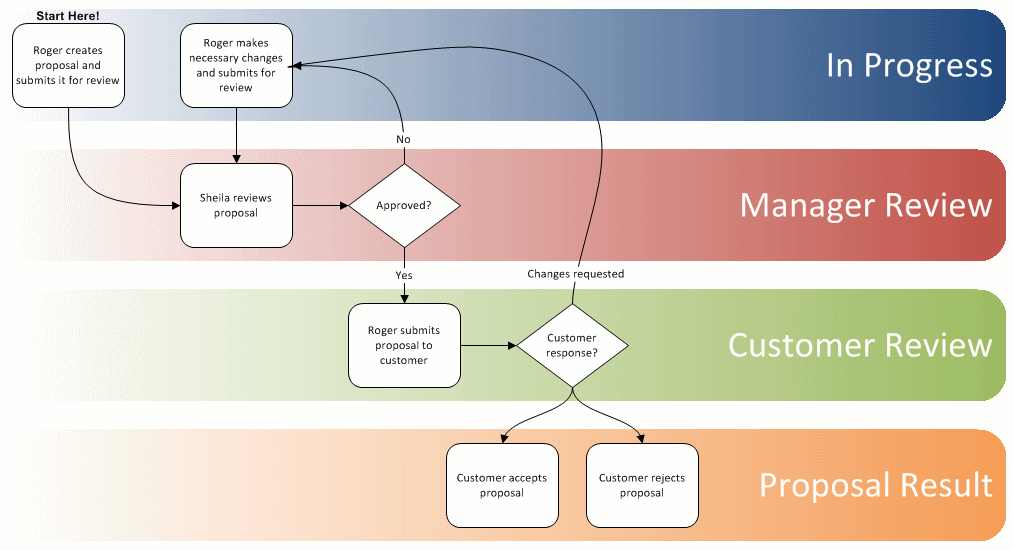 Start Here!
Roger creates
proposal and
submits it for review
Roger makes
necessary changes
and submits for
review
In Progress
No
Sheila reviews
proposal
Approved?
Manager Review
Yes
Changes requested
Roger submits
proposal to
customer
Customer
response?
Customer Review
Customer accepts
proposal
Customer rejects
proposal
Proposal Result